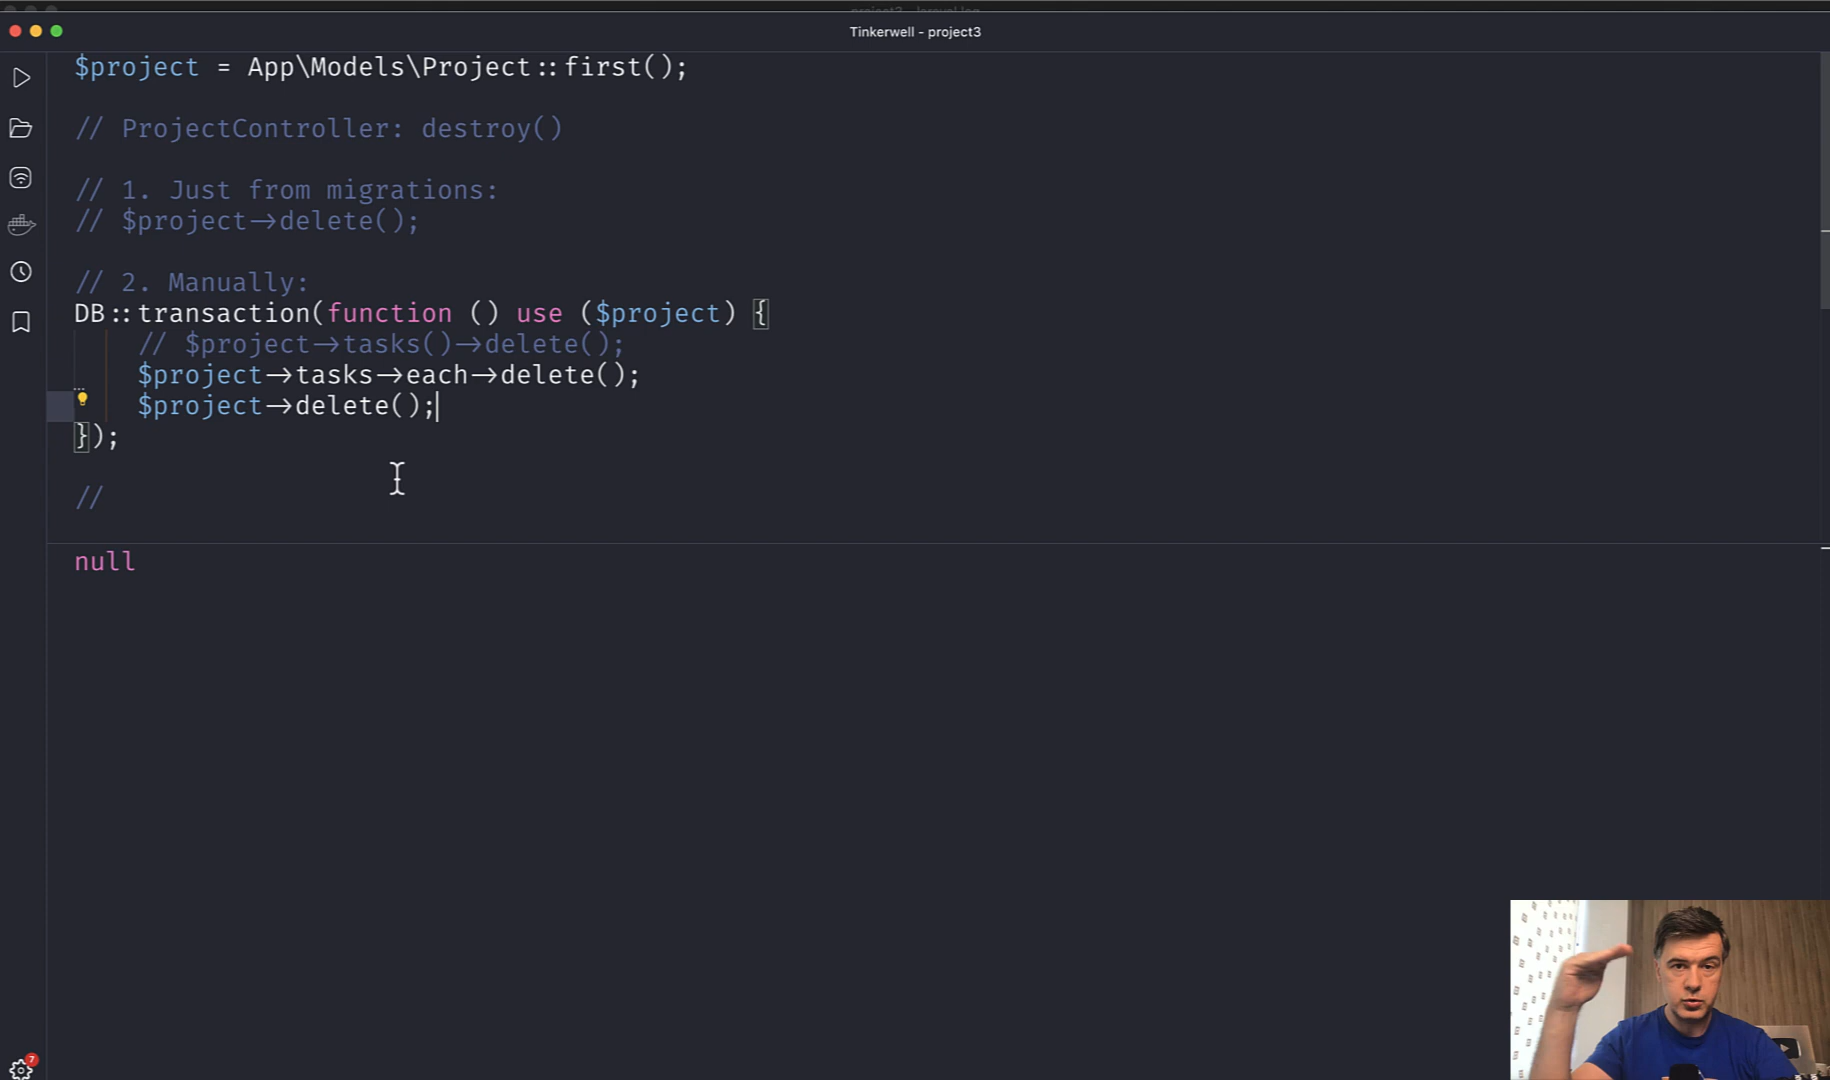 Tinkerwell - project3
$project = App\Models\Project::first();
// ProjectController: destroy()
// 1. Just from migrations:
// $project->delete();
// 2. Manually:
DB::transaction(function () use ($project) {
// $project->tasks()->delete();
$project->tasks->each->delete();
$project->delete();
});
//
null
7